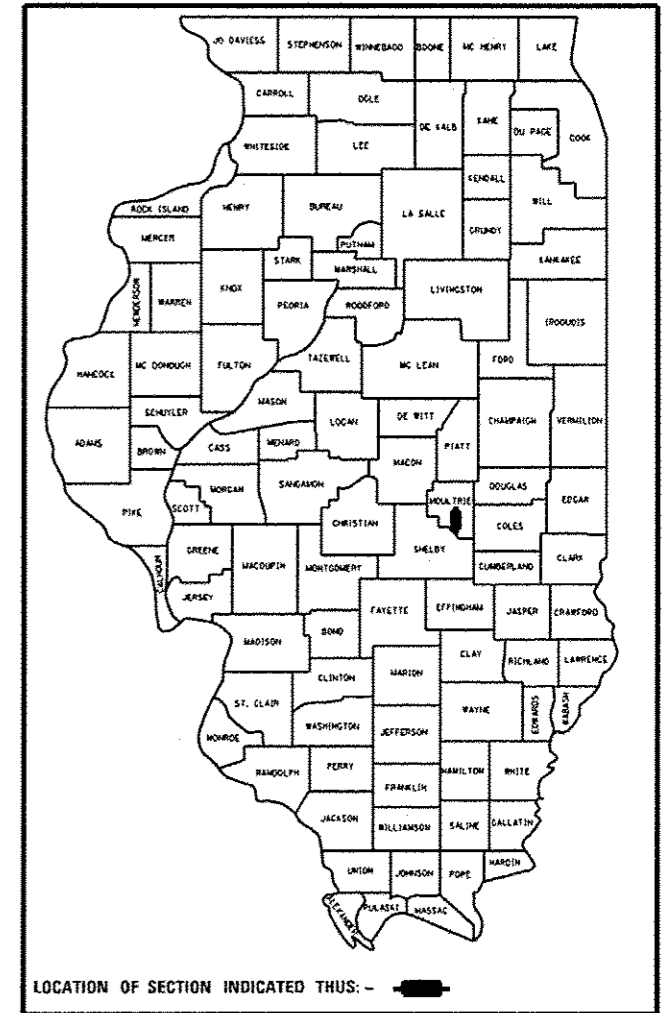 JO DAVIESS STEPHENSON WINNEBAGO BOONE MC HENRY LAKE
CARROLL OGLE DE KALB KANE DU PAGE COOK
WHITESIDE LEE KENDALL WILL
ROCK ISLAND HENRY BUREAU LA SALLE GRUNDY
MERCER PUTNAM KANKAKEE
STARK MARSHALL LIVINGSTON
HENDERSON WARREN KNOX PEORIA WOODFORD IROQUOIS
HANCOCK MC DONOUGH FULTON TAZEWELL MC LEAN FORD
MASON
SCHUYLER LOGAN DE WITT CHAMPAIGN VERMILION
ADAMS BROWN CASS MENARD MACON PIATT
MORGAN SANGAMON MOULTRIE DOUGLAS EDGAR
PIKE SCOTT CHRISTIAN COLES
GREENE SHELBY CLARK
CALHOUN MACOUPIN MONTGOMERY CUMBERLAND
JERSEY FAYETTE EFFINGHAM JASPER CRAWFORD
MADISON BOND
CLAY RICHLAND LAWRENCE
CLINTON MARION
ST. CLAIR WAYNE EDWARDS WABASH
WASHINGTON JEFFERSON
MONROE
RANDOLPH PERRY HAMILTON WHITE
FRANKLIN
JACKSON WILLIAMSON SALINE GALLATIN
UNION JOHNSON POPE HARDIN
ALEXANDER PULASKI MASSAC
LOCATION OF SECTION INDICATED THUS: -